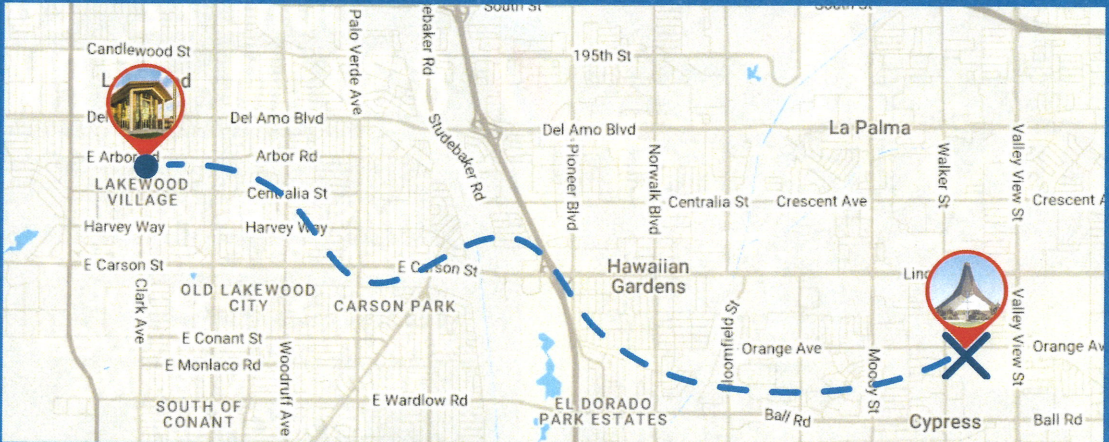 South St
South St
Candlewood St
Palo Verde Ave
ebaker Rd
195th St
Del Amo Blvd
Del Amo Blvd
La Palma
Studebaker Rd
Pioneer Blvd
Norwalk Blvd
Walker St
Valley View St
E Arbor
Arbor Rd
LAKEWOOD
VILLAGE
Centralia St
Centralia St
Crescent Ave
Crescent A
Harvey Way
Harvey Way
E Carson St
E Carson St
Hawaiian
Gardens
Clark Ave
OLD LAKEWOOD
CITY
CARSON PARK
Bloomfield St
Valley View St
E Conant St
Orange Ave
Orange Av
E Monlaco Rd
Woodruff Ave
Moody St
E Wardlow Rd
SOUTH OF
CONANT
EL DORADO
PARK ESTATES
Ball Rd
Cypress
Ball Rd